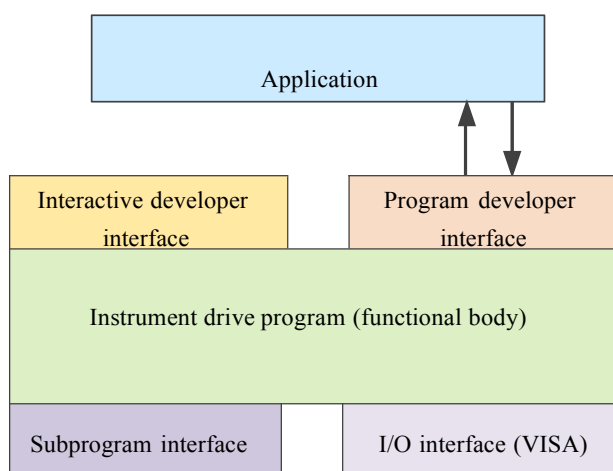 Application
Interactive developer
interface
Program developer
interface
Instrument drive program (functional body)
Subprogram interface
I/O interface (VISA)